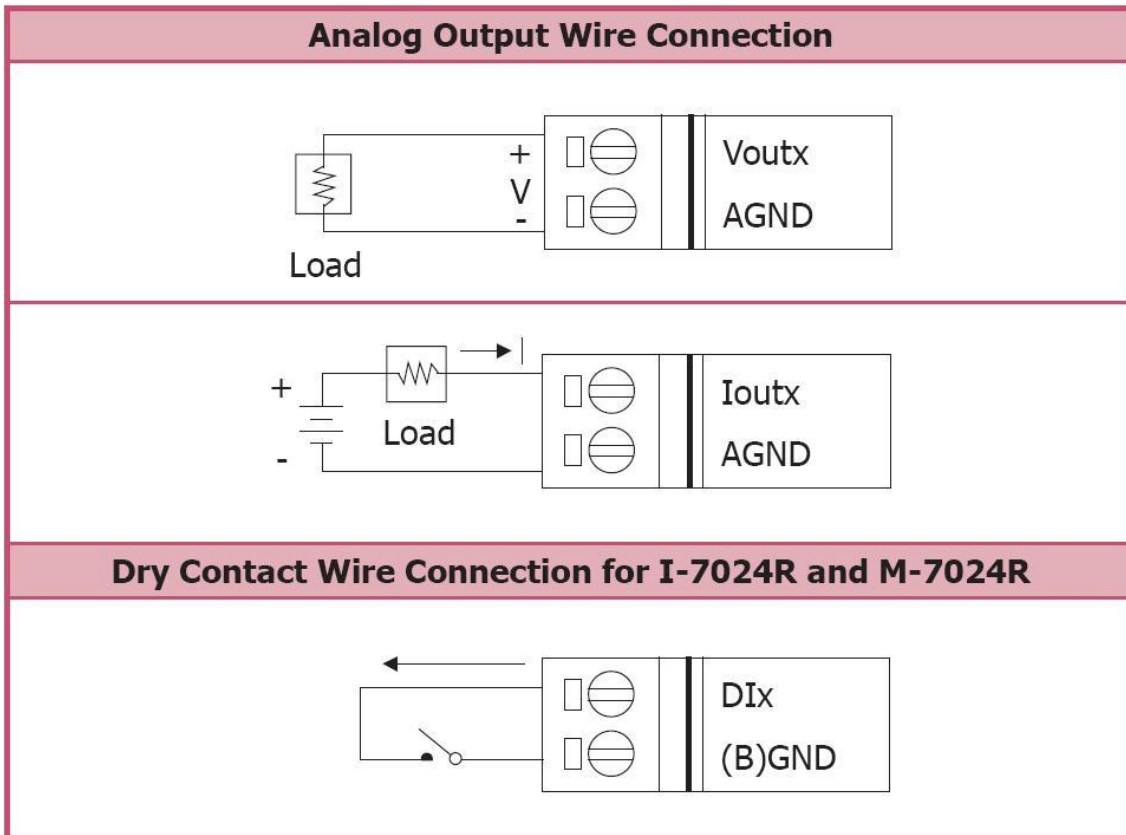 Analog Output Wire Connection
+
V
-
Voutx
AGND
Load
+
-
Load
I
Ioutx
AGND
Dry Contact Wire Connection for I-7024R and M-7024R
DIx
(B)GND